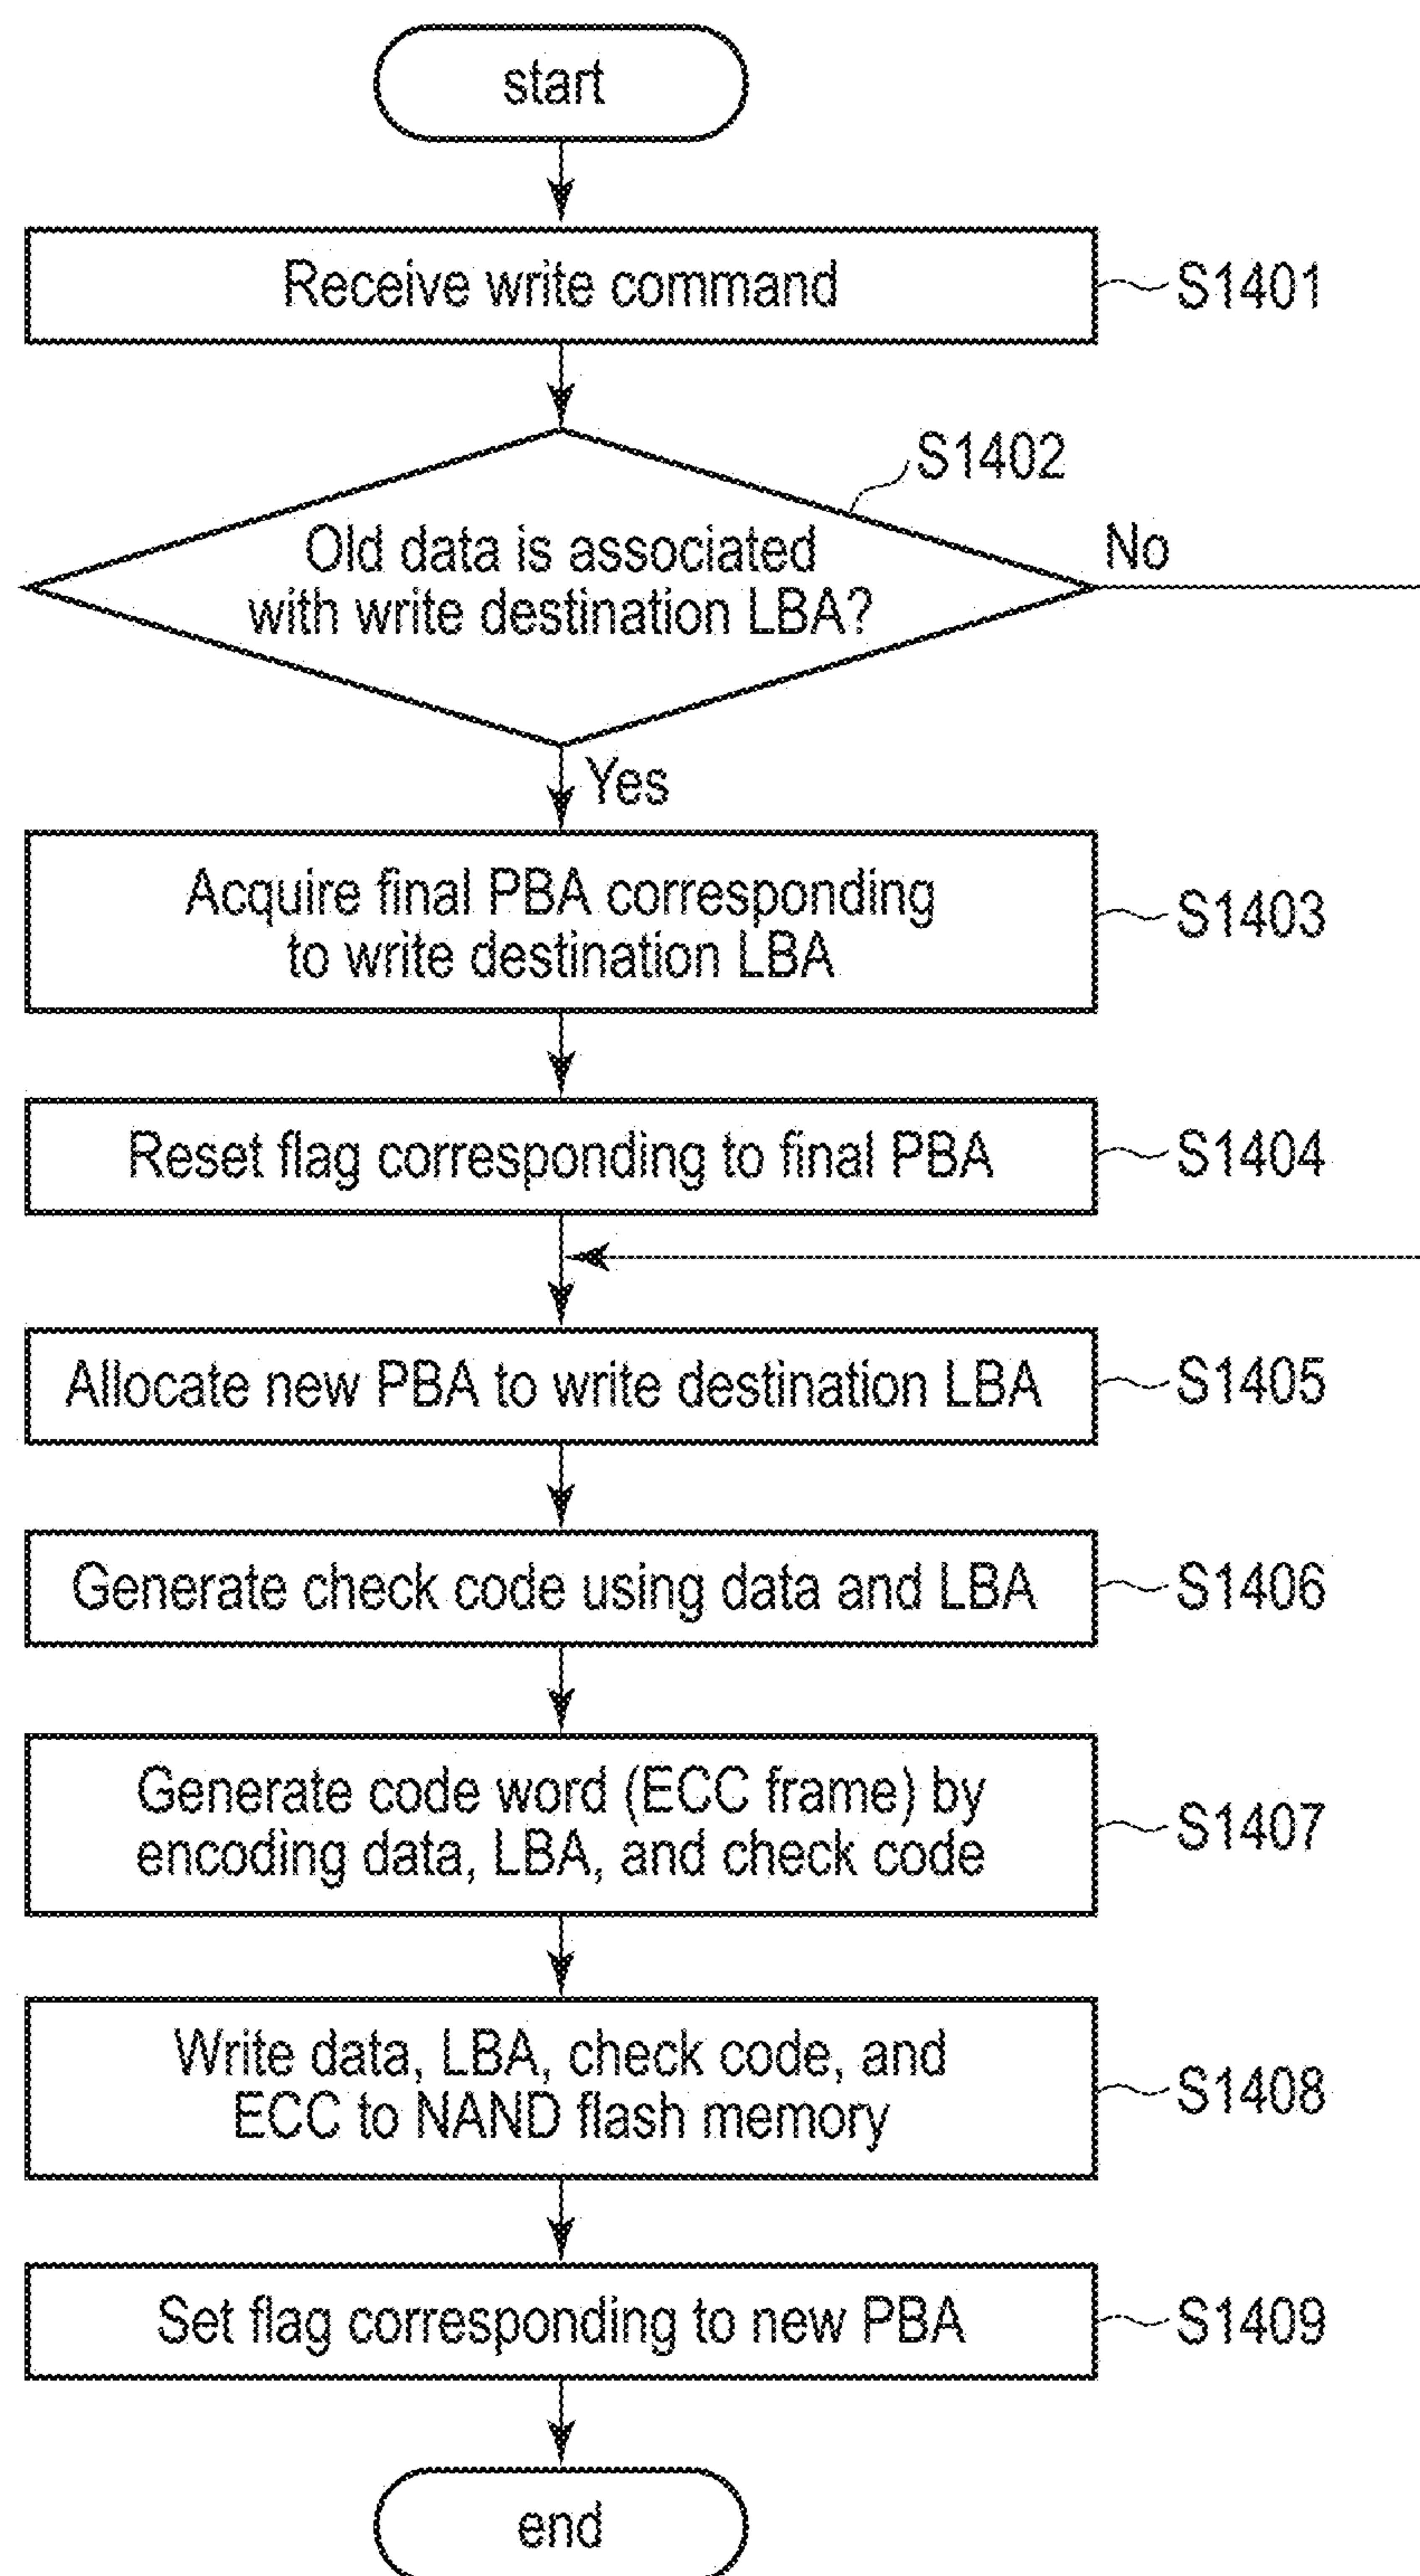 start
Receive write command
S1401
S1402
Old data is associated
with write destination LBA?
No
Yes
Acquire final PBA corresponding
to write destination LBA
S1403
Reset flag corresponding to final PBA
S1404
Allocate new PBA to write destination LBA
S1405
Generate check code using data and LBA
S1406
Generate code word (ECC frame) by
encoding data, LBA, and check code
S1407
Write data, LBA, check code, and
ECC to NAND flash memory
S1408
Set flag corresponding to new PBA
S1409
end